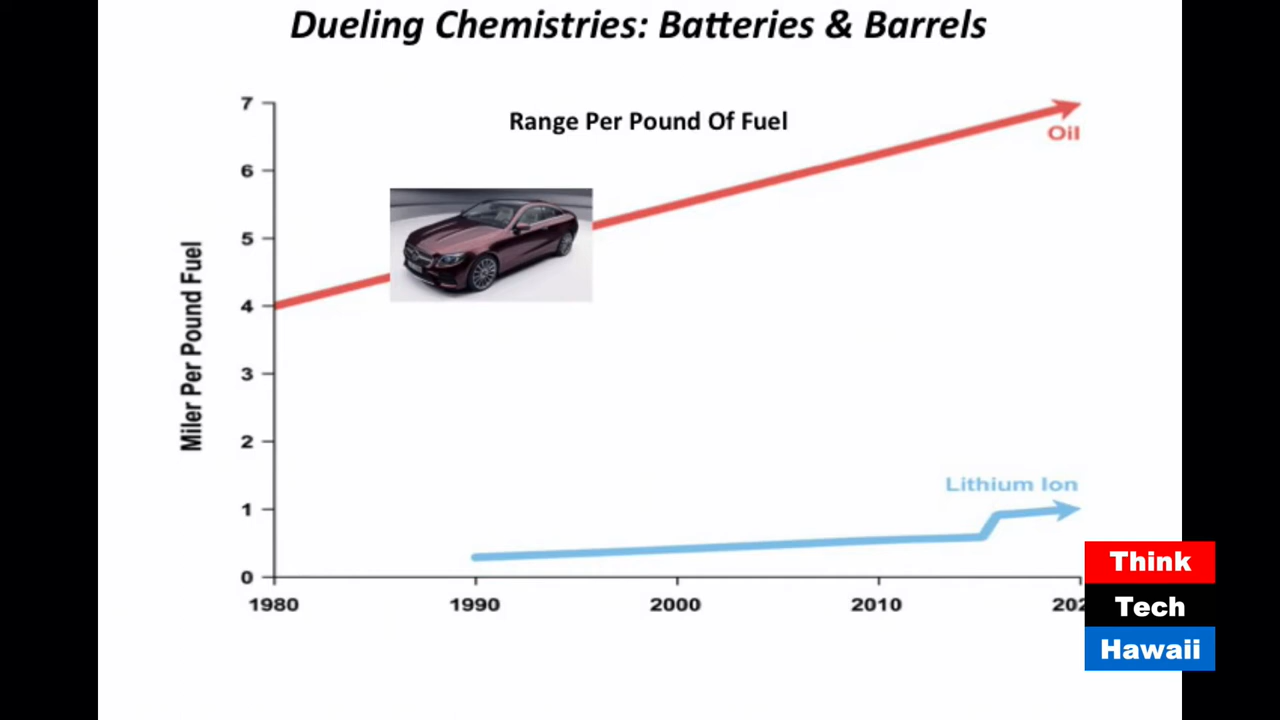 Dueling Chemistries: Batteries & Barrels
Range Per Pound Of Fuel
Miler Per Pound Fuel
7
6
5
4
3
2
1
0
Oil
Lithium Ion
1980
1990
2000
2010
202
Think
Tech
Hawaii